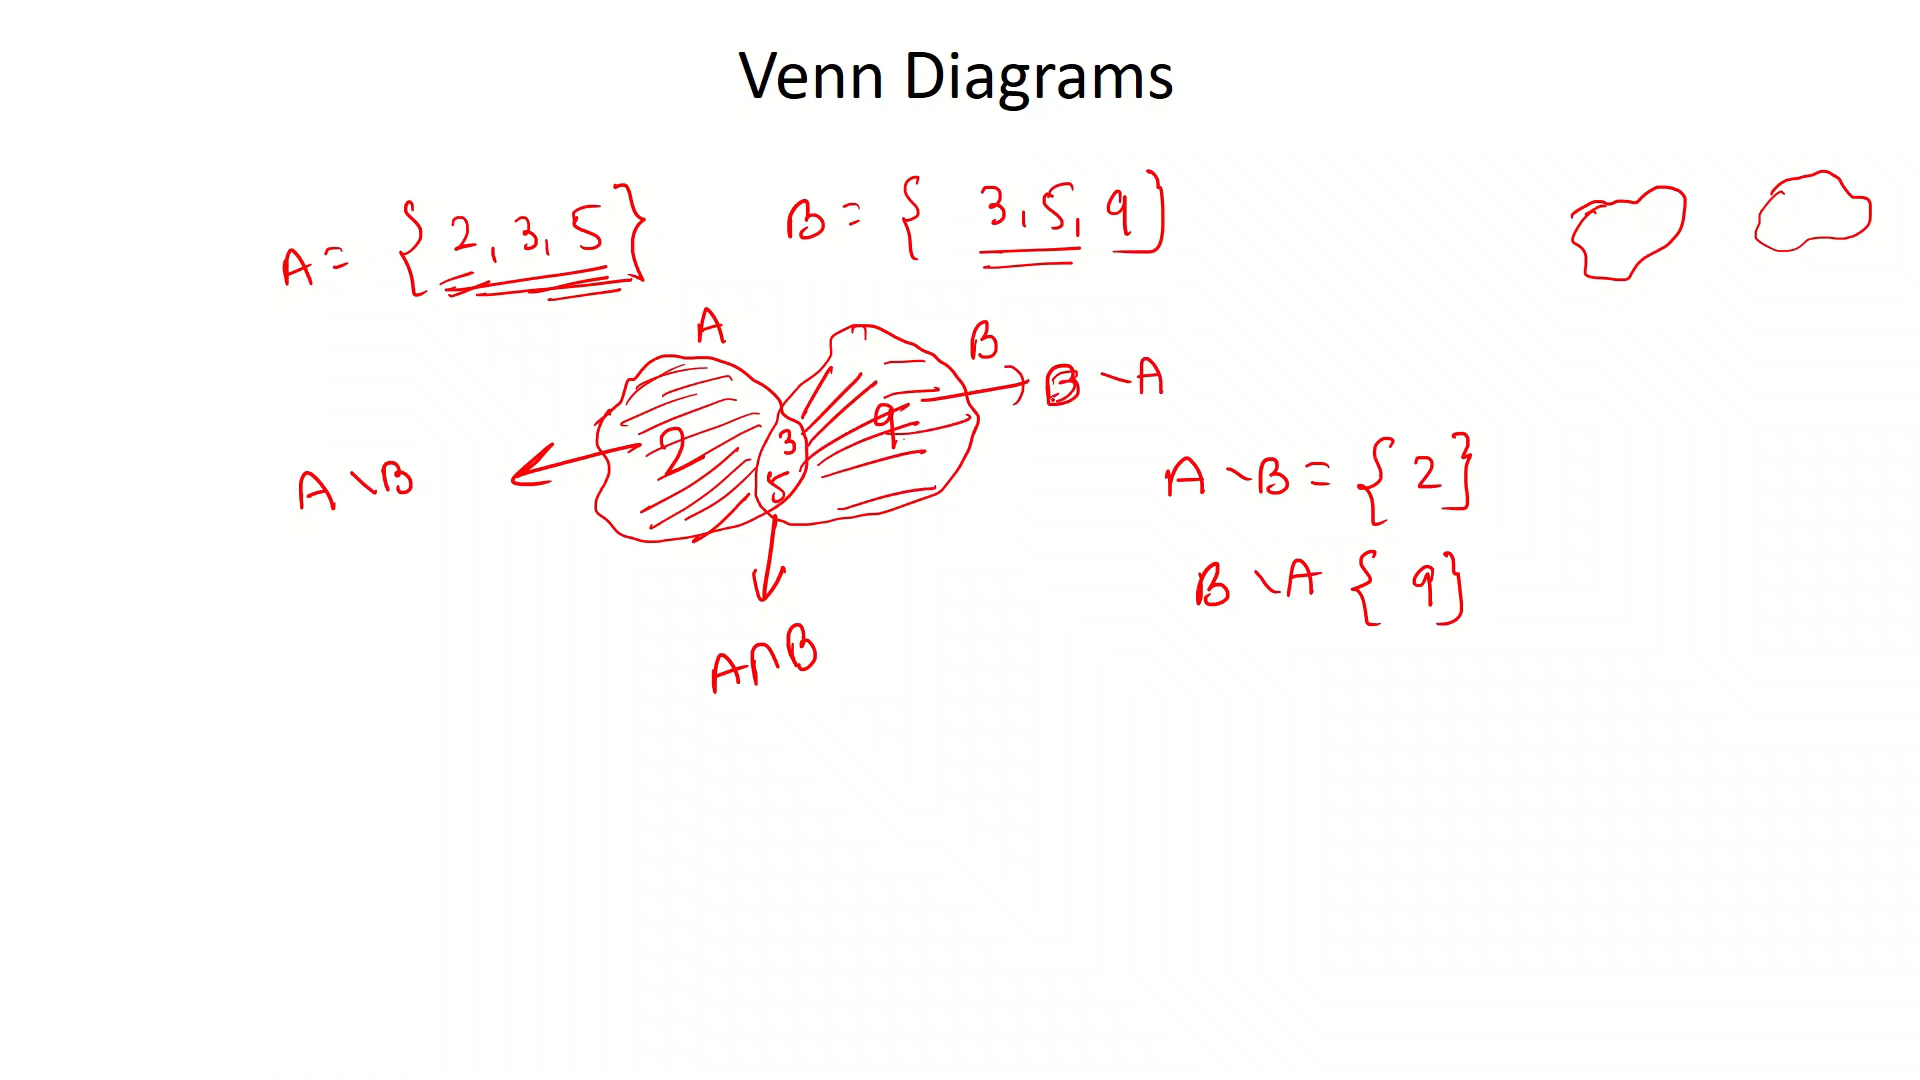 Venn Diagrams
A = { 2, 3, 5 } B = { 3, 5, 9 }
A B
B \ A
2 3 9
5
A \ B
A \ B = { 2 }
B \ A { 9 }
A ∩ B